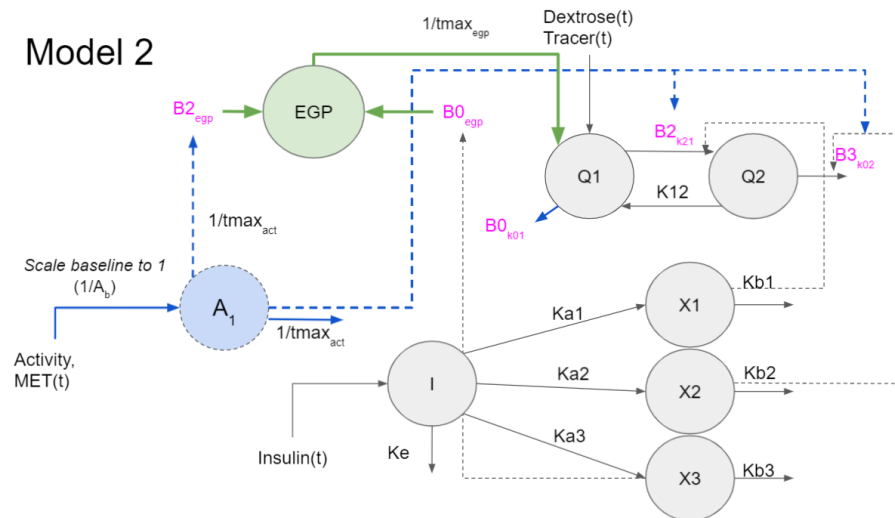 Model 2
1/tmax_egp
Dextrose(t)
Tracer(t)
B2_egp
EGP
B0_egp
B2_k21
B3_k02
Q1
Q2
K12
B0_k01
1/tmax_act
Scale baseline to 1
(1/A_b)
A_1
1/tmax_act
Activity,
MET(t)
Ka1
X1
Kb1
I
Ka2
X2
Kb2
Insulin(t)
Ke
Ka3
X3
Kb3